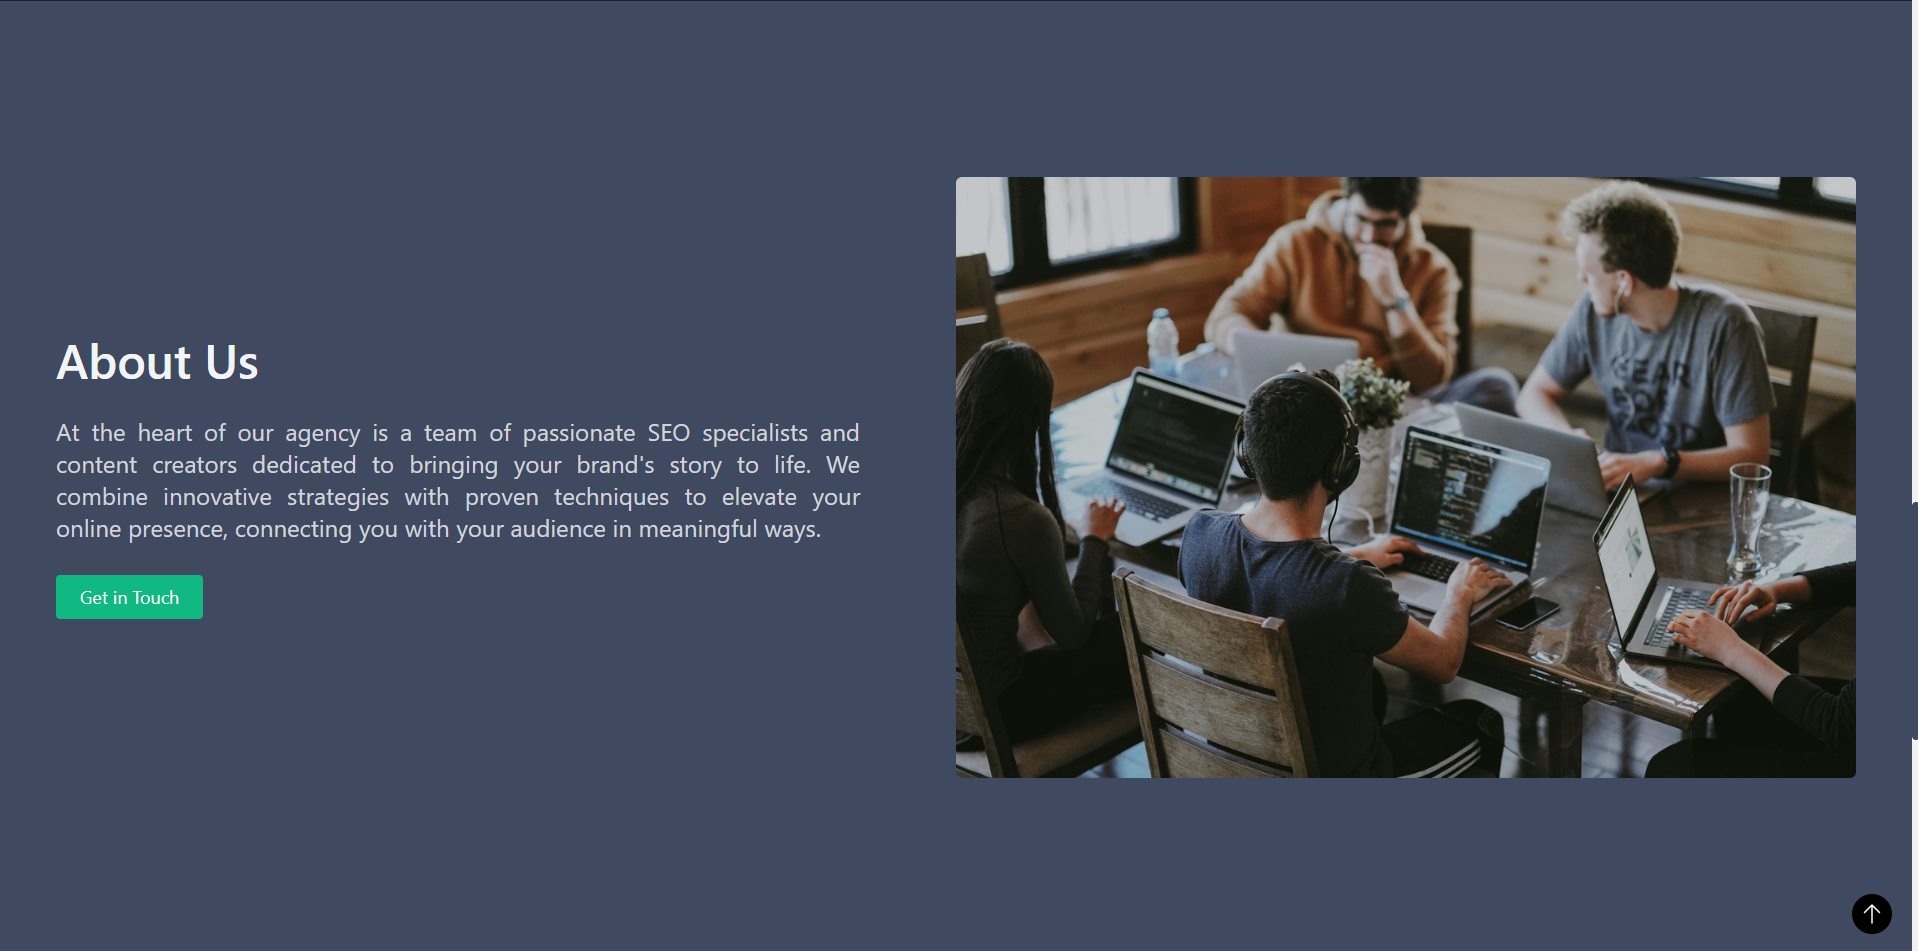 About Us
At the heart of our agency is a team of passionate SEO specialists and
content creators dedicated to bringing your brand's story to life. We
combine innovative strategies with proven techniques to elevate your
online presence, connecting you with your audience in meaningful ways.
Get in Touch